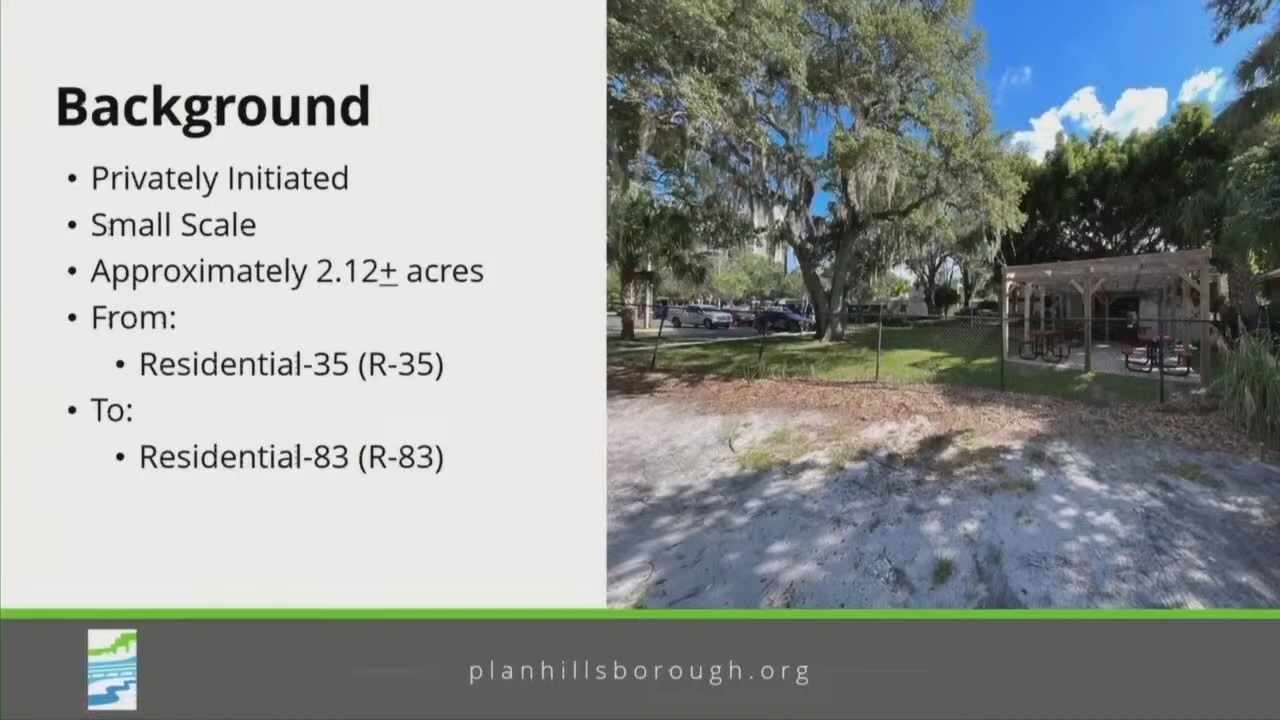 Background
• Privately Initiated
• Small Scale
• Approximately 2.12± acres
• From:
• Residential-35 (R-35)
• To:
• Residential-83 (R-83)
planhillsborough.org